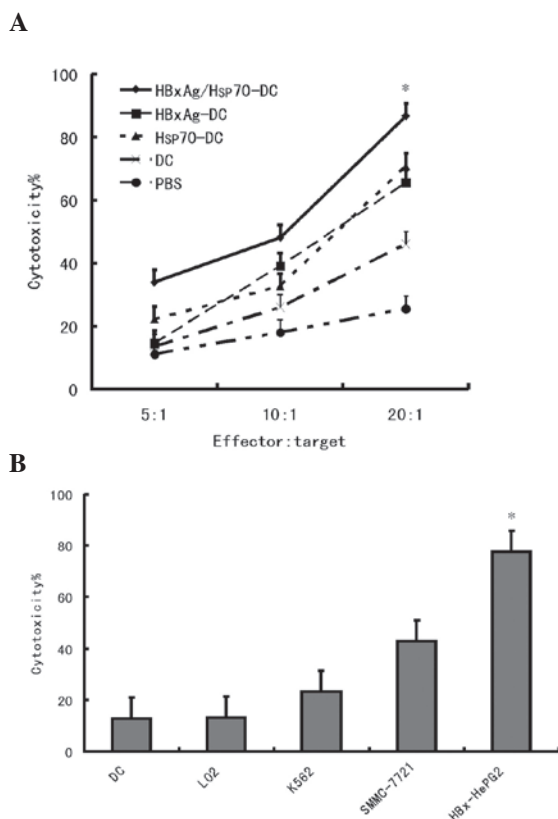 A
100
80
60
40
20
0
Cytotoxicity%
HBxAg/HSP70-DC
HBxAg-DC
HSP70-DC
DC
PBS
*
5:1 10:1 20:1
Effector:target
B
100
80
60
40
20
0
Cytotoxicity%
*
DC LO2 K562 SMMC-7721 HBx-HePG2